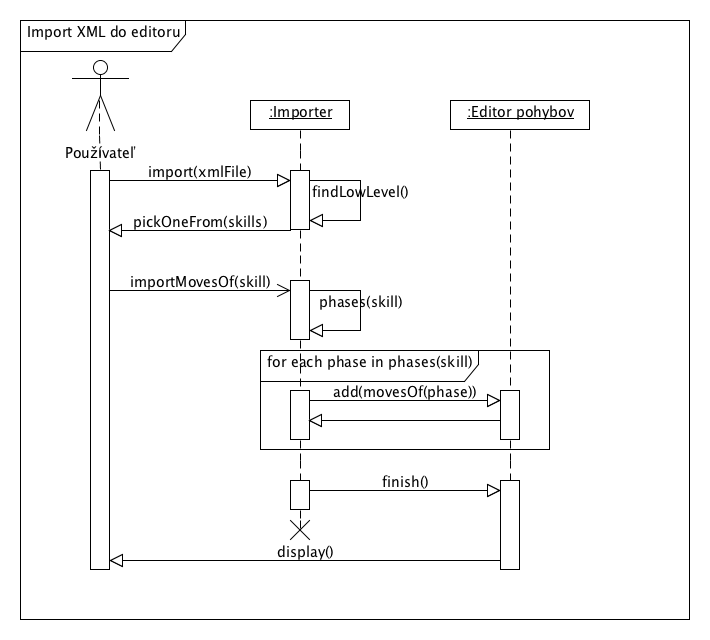 Import XML do editoru
Používateľ
:Importer
:Editor pohybov
import(xmlFile)
findLowLevel()
pickOneFrom(skills)
importMovesOf(skill)
phases(skill)
for each phase in phases(skill)
add(movesOf(phase))
finish()
display()